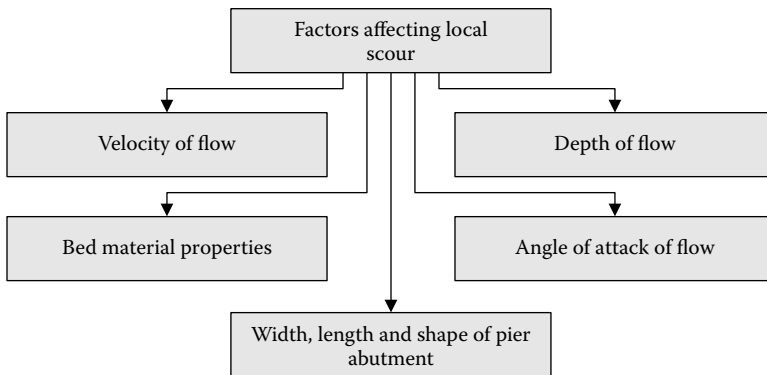 Factors affecting local
scour
Velocity of flow
Depth of flow
Bed material properties
Angle of attack of flow
Width, length and shape of pier
abutment